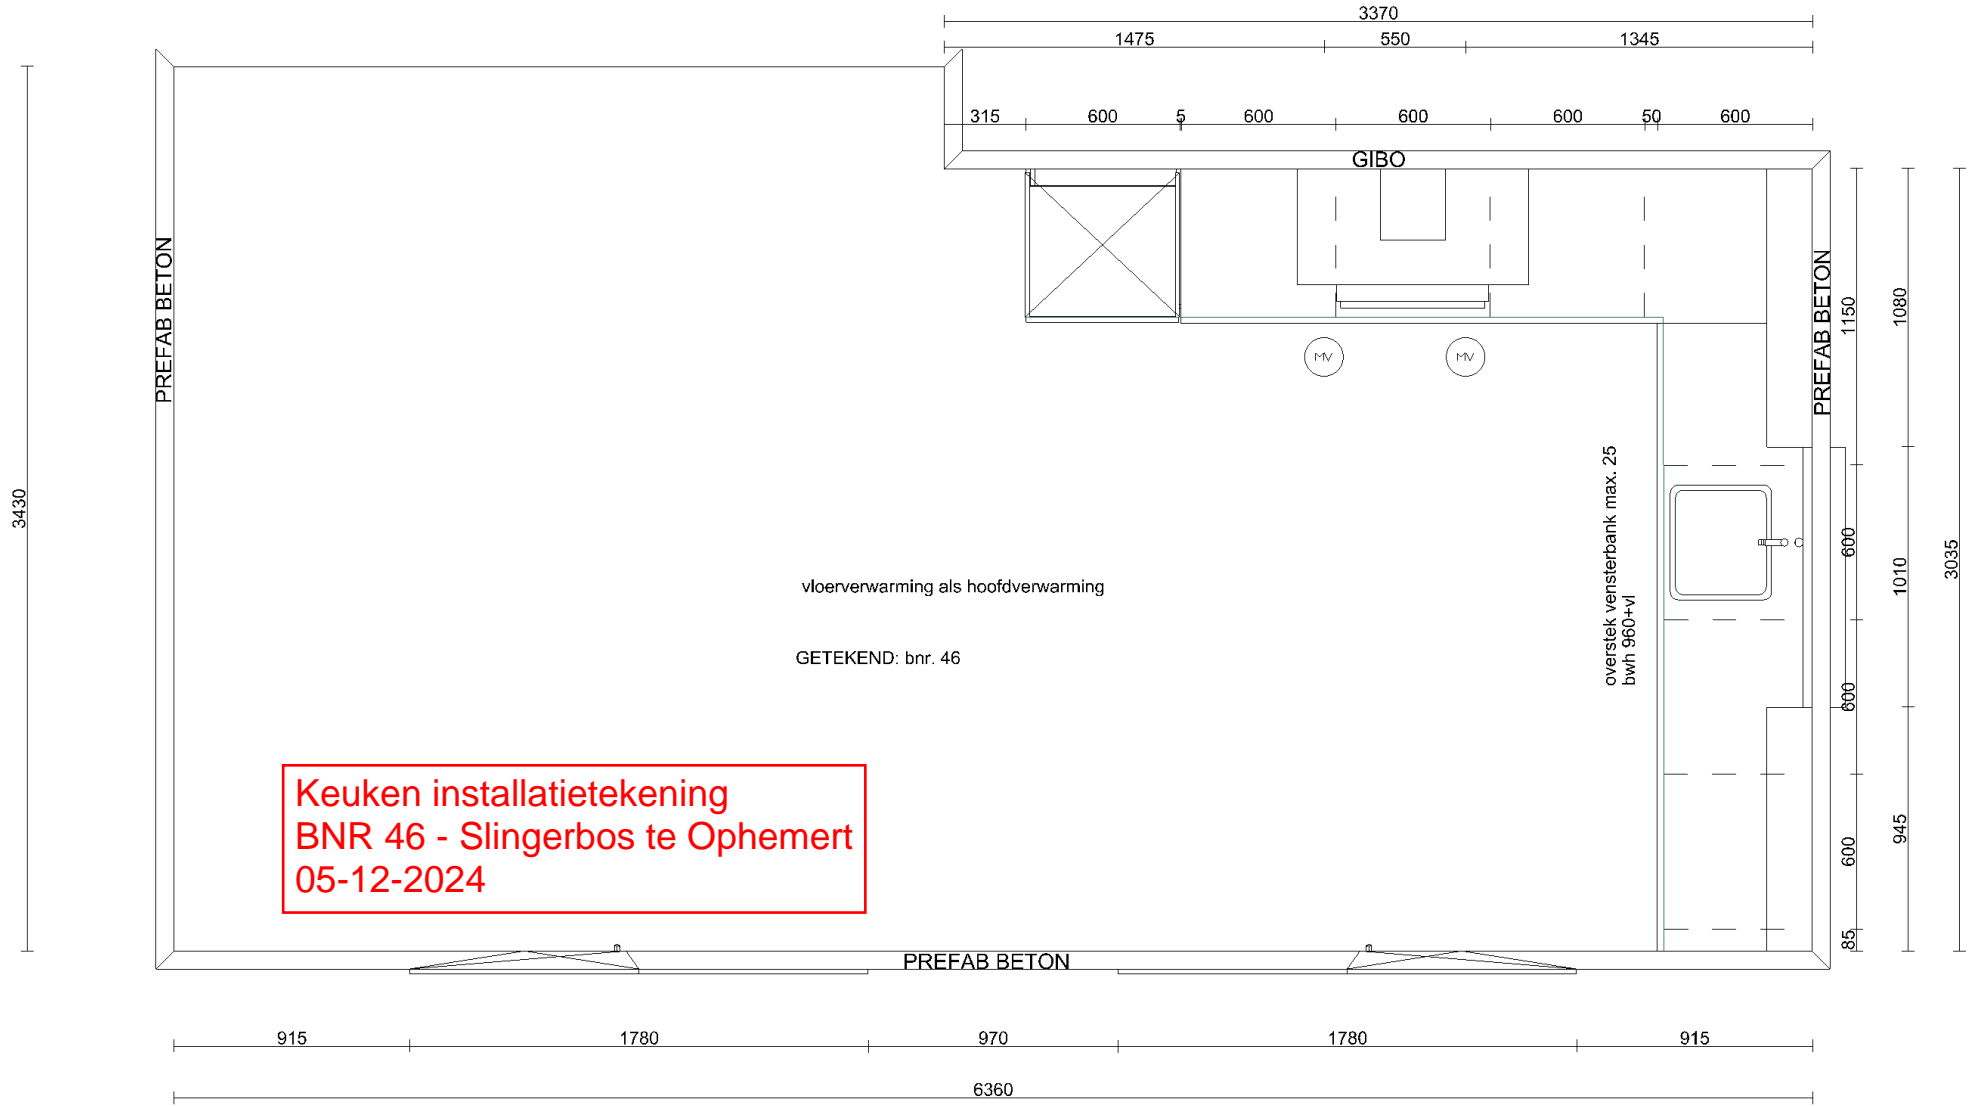 3370
1475 550 1345
315 600 5 600 600 600 50 600
GIBO
PREFAB BETON
PREFAB BETON
1150
1080
MV MV
3430
overstek vensterbank max. 25
bwh 960+vl
600
1010
3035
vloerverwarming als hoofdverwarming
GETEKEND: bnr. 46
600
Keuken installatietekening
BNR 46 - Slingerbos te Ophemert
05-12-2024
600
945
85
PREFAB BETON
915 1780 970 1780 915
6360